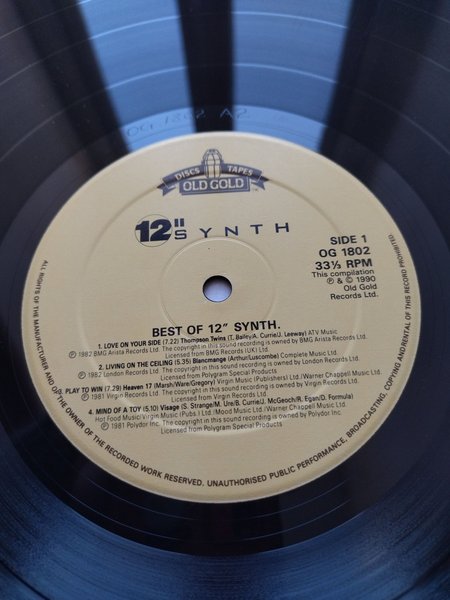 OG 1802 A2
DISCS TAPES
OLD GOLD
12" SYNTH
SIDE 1
OG 1802
33⅓ RPM
This compilation
℗ & © 1990
Old Gold
Records Ltd.
BEST OF 12" SYNTH.
1. LOVE ON YOUR SIDE (7.22) Thompson Twins (T. Bailey/A. Currie/J. Leeway) ATV Music
℗ 1982 BMG Arista Records Ltd. The copyright in this sound recording is owned by BMG Arista Records Ltd.
Licensed from BMG Records (UK) Ltd.
2. LIVING ON THE CEILING (5.35) Blancmange (Arthur/Luscombe) Complete Music Ltd.
℗ 1982 London Records Ltd. The copyright in this sound recording is owned by London Records Ltd.
Licensed from Polygram Special Products
PLAY TO WIN (7.29) Heaven 17 (Marsh/Ware/Gregory) Virgin Music (Publishers) Ltd./Warner Chappell Music Ltd.
℗ 1981 Virgin Records Ltd. The copyright in this sound recording is owned by Virgin Records Ltd.
Licensed from Virgin Records Ltd.
4. MIND OF A TOY (5.10) Visage (S. Strange/M. Ure/B. Currie/J. McGeoch/R. Egan/D. Formula)
Hot Food Music/Virgin Music (Pubs.) Ltd./Mood Music Ltd./Warner Chappell Music Ltd.
℗ 1981 Polydor Inc. The copyright in this sound recording is owned by Polydor Inc.
Licensed from Polygram Special Products
ALL RIGHTS OF THE MANUFACTURER AND OF THE OWNER OF THE RECORDED WORK RESERVED. UNAUTHORISED PUBLIC PERFORMANCE, BROADCASTING, COPYING AND RENTAL OF THIS RECORD PROHIBITED.